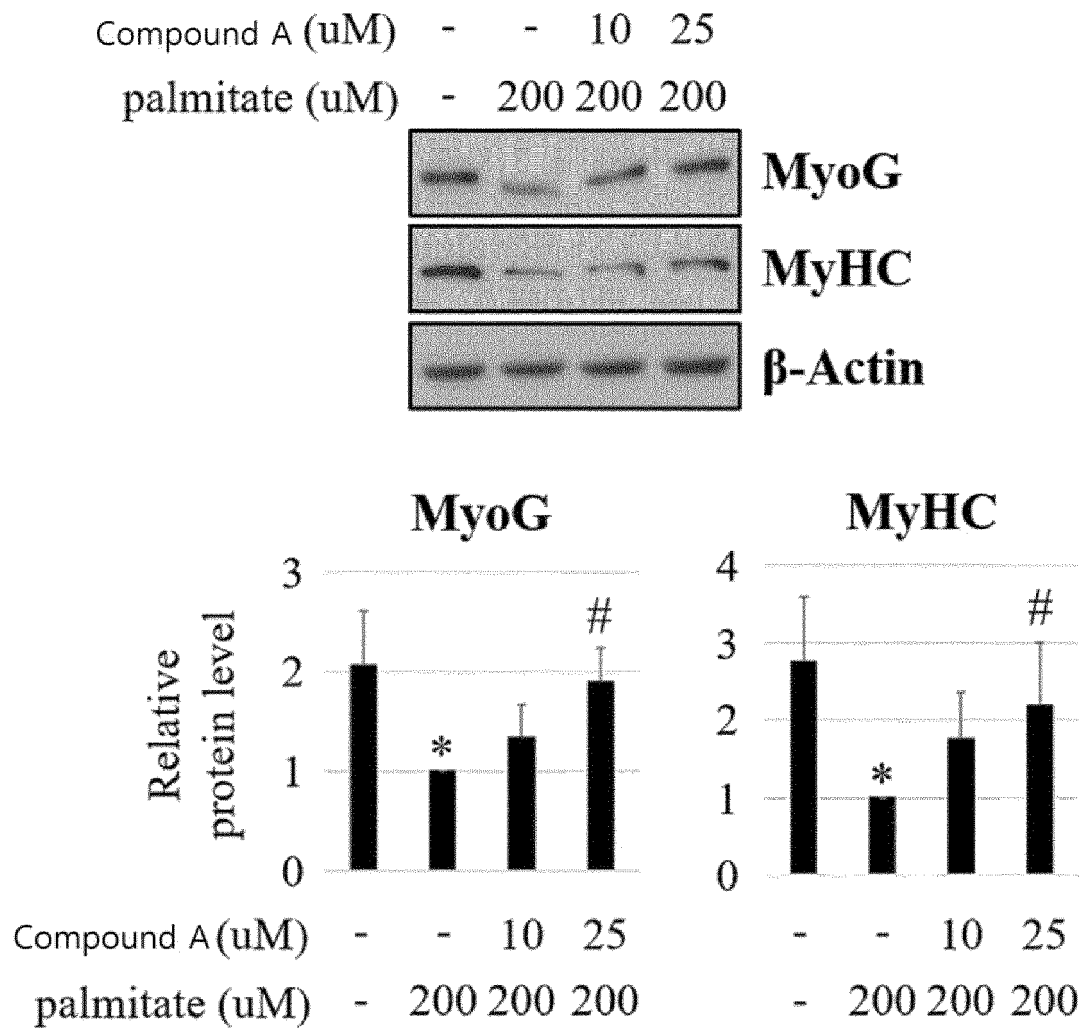 Compound A (uM) - - 10 25
palmitate (uM) - 200 200 200
MyoG
MyHC
β-Actin
MyoG
MyHC
Relative
protein level
3
2
1
0
*
#
4
3
2
1
0
*
#
Compound A (uM) - - 10 25 - - 10 25
palmitate (uM) - 200 200 200 - 200 200 200